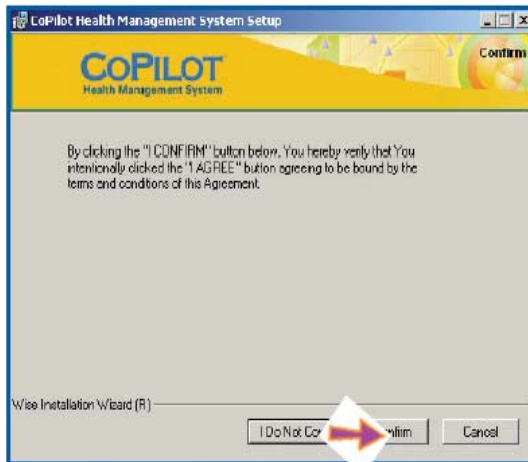 CoPilot Health Management System Setup
Confirm
COPILOT
Health Management System
By clicking the "I CONFIRM" button below, You hereby verify that You
intentionally clicked the "I AGREE" button agreeing to be bound by the
terms and conditions of this Agreement.
Wise Installation Wizard (R)
I Do Not Co nfirm Cancel